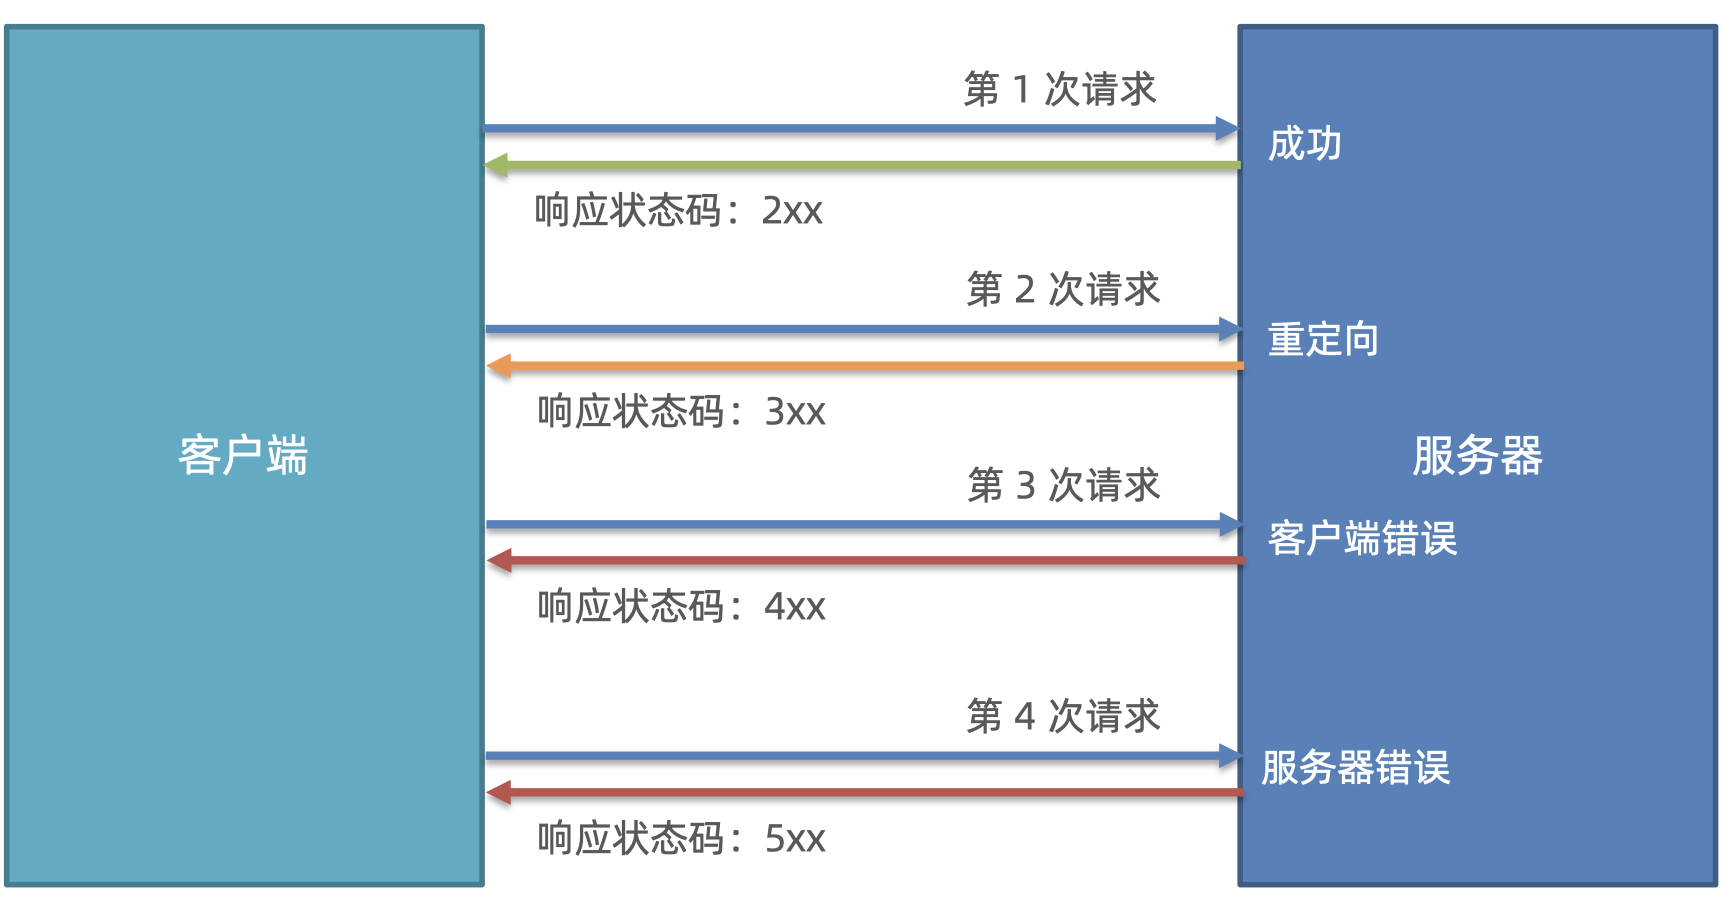 第 1 次请求
成功
响应状态码：2xx
第 2 次请求
重定向
响应状态码：3xx
客户端
服务器
第 3 次请求
客户端错误
响应状态码：4xx
第 4 次请求
服务器错误
响应状态码：5xx